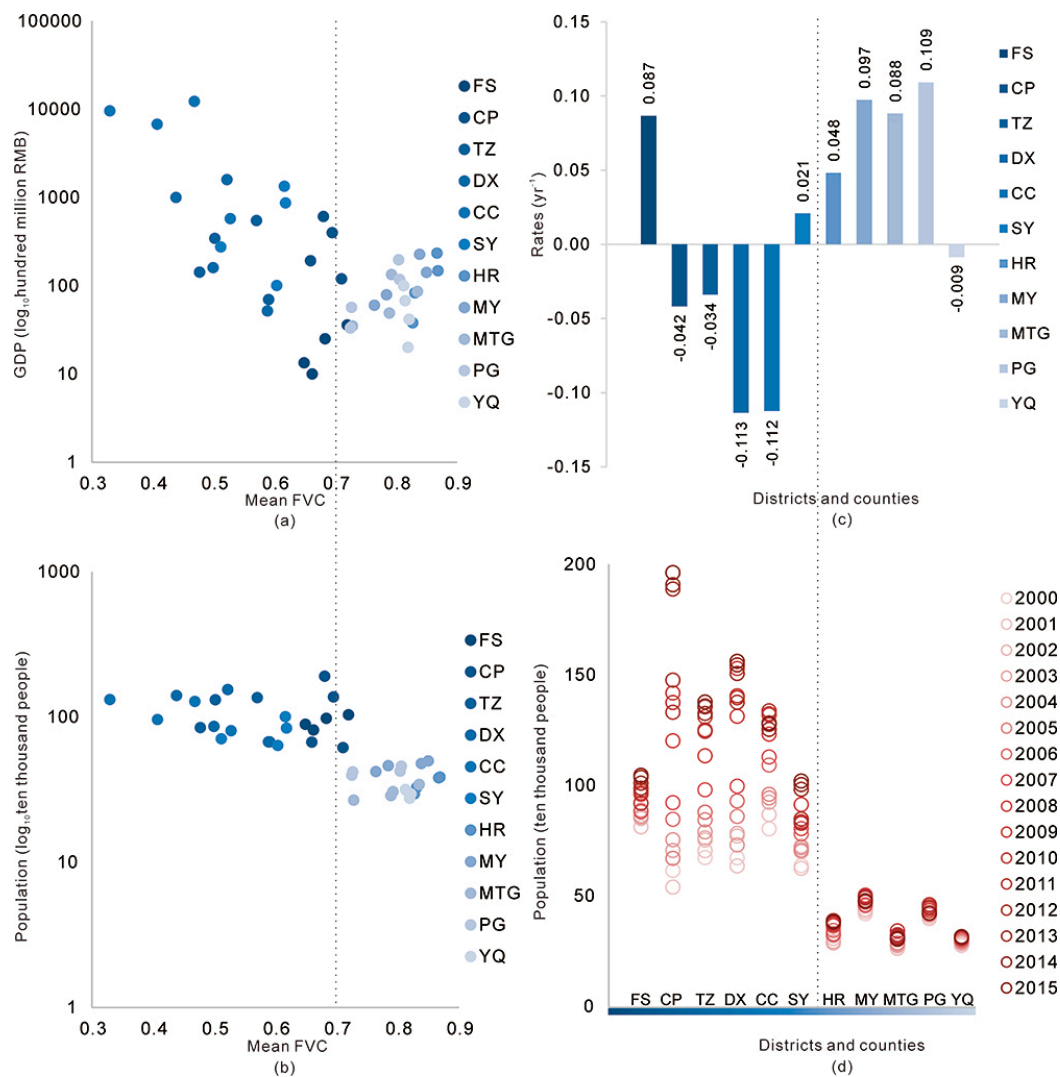 100000
10000
1000
100
10
1
GDP (log10hundred million RMB)
0.3 0.4 0.5 0.6 0.7 0.8 0.9
Mean FVC
(a)
FS
CP
TZ
DX
CC
SY
HR
MY
MTG
PG
YQ
0.15
0.10
0.05
0.00
-0.05
-0.10
-0.15
Rates (yr-1)
0.087
-0.042
-0.034
-0.113
-0.112
0.021
0.048
0.097
0.088
0.109
-0.009
Districts and counties
(c)
FS
CP
TZ
DX
CC
SY
HR
MY
MTG
PG
YQ
1000
100
10
1
Population (log10ten thousand people)
0.3 0.4 0.5 0.6 0.7 0.8 0.9
Mean FVC
(b)
FS
CP
TZ
DX
CC
SY
HR
MY
MTG
PG
YQ
200
150
100
50
0
Population (ten thousand people)
FS CP TZ DX CC SY HR MY MTG PG YQ
Districts and counties
(d)
2000
2001
2002
2003
2004
2005
2006
2007
2008
2009
2010
2011
2012
2013
2014
2015